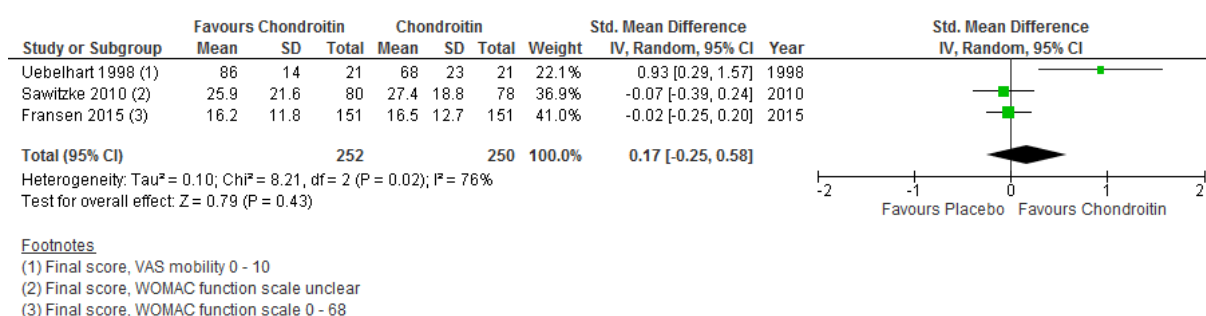 Favours Chondroitin Chondroitin Std. Mean Difference Std. Mean Difference
Study or Subgroup Mean SD Total Mean SD Total Weight IV, Random, 95% CI Year IV, Random, 95% CI
Uebelhart 1998 (1) 86 14 21 68 23 21 22.1% 0.93 [0.29, 1.57] 1998
Sawitzke 2010 (2) 25.9 21.6 80 27.4 18.8 78 36.9% -0.07 [-0.39, 0.24] 2010
Fransen 2015 (3) 16.2 11.8 151 16.5 12.7 151 41.0% -0.02 [-0.25, 0.20] 2015
Total (95% CI) 252 250 100.0% 0.17 [-0.25, 0.58]
Heterogeneity: Tau² = 0.10; Chi² = 8.21, df = 2 (P = 0.02); I² = 76%
Test for overall effect: Z = 0.79 (P = 0.43)
-2 -1 0 1 2
Favours Placebo Favours Chondroitin
Footnotes
(1) Final score, VAS mobility 0 - 10
(2) Final score, WOMAC function scale unclear
(3) Final score, WOMAC function scale 0 - 68